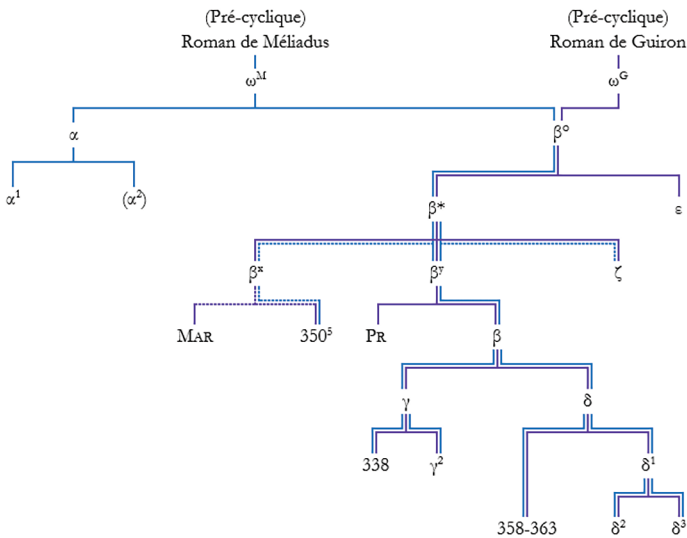 (Pré-cyclique) (Pré-cyclique)
Roman de Méliadus Roman de Guiron
ωᴹ ωᴳ
α β°
α¹ (α²)
β* ε
βˣ βʸ ζ
MAR 350⁵ PR β
γ δ
338 γ² δ¹
358-363 δ² δ³